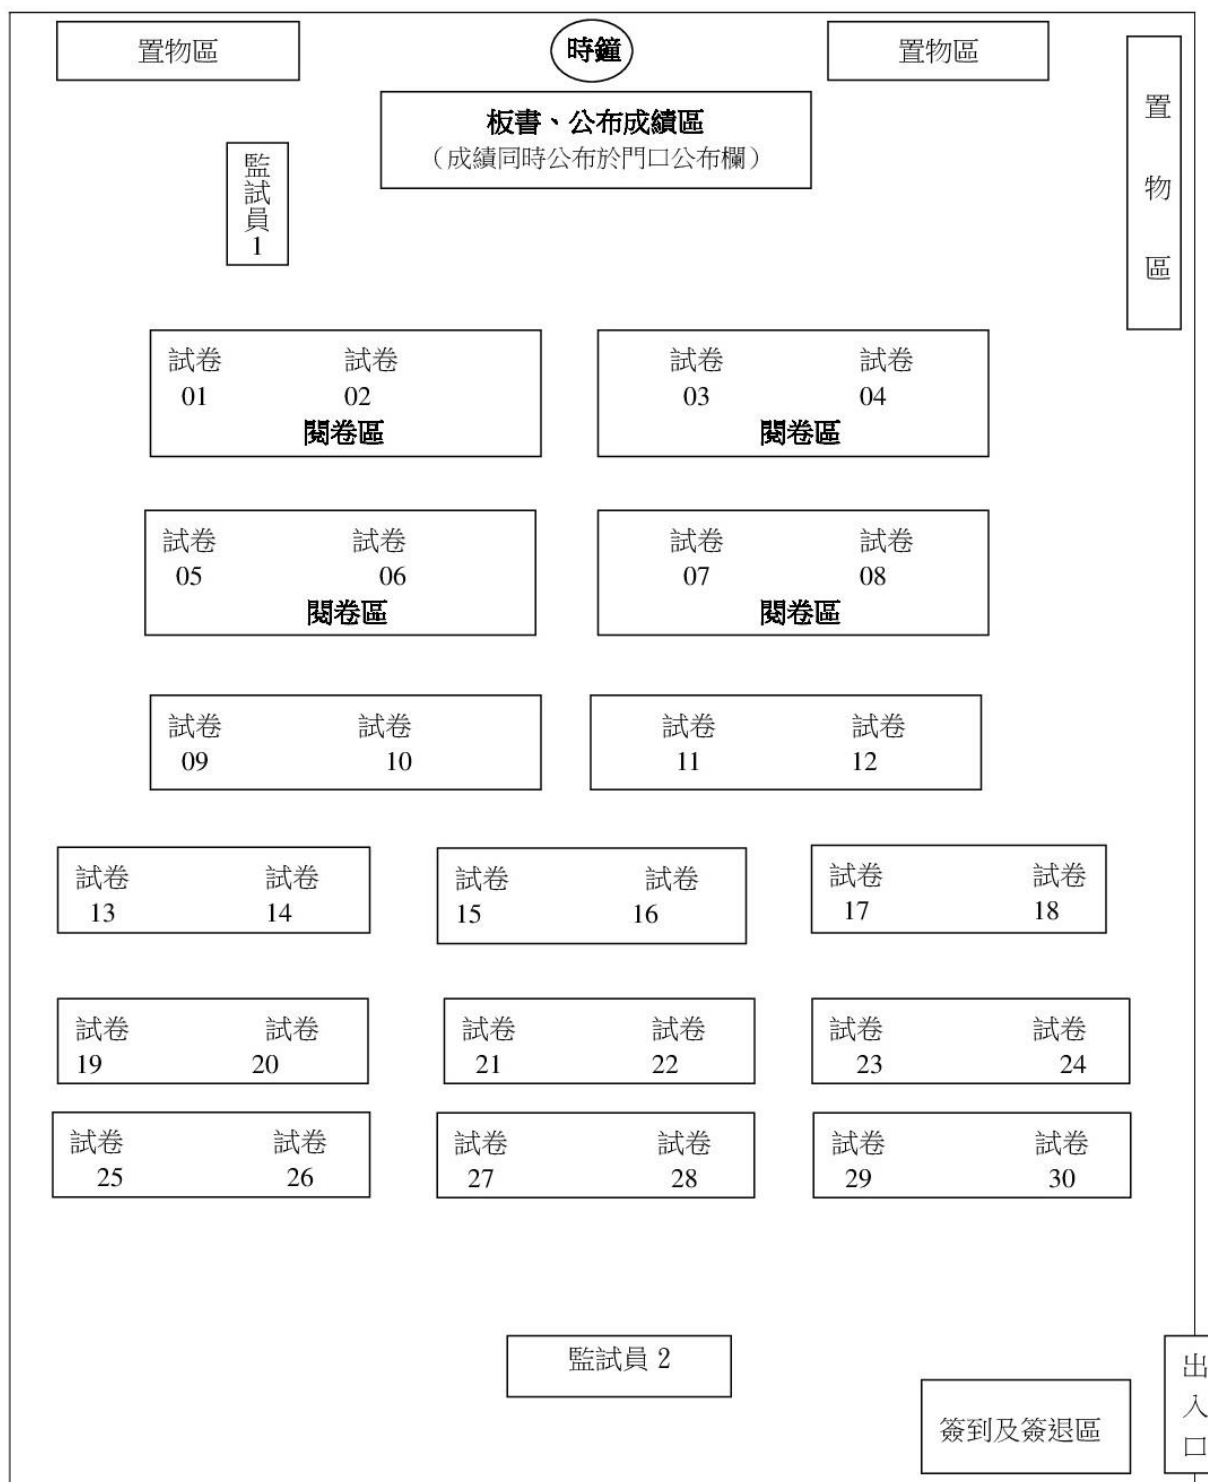 置物區
時鐘
置物區
置物區
板書、公布成績區
（成績同時公布於門口公布欄）
監試員1
試卷 試卷
01 02
閱卷區
試卷 試卷
03 04
閱卷區
試卷 試卷
05 06
閱卷區
試卷 試卷
07 08
閱卷區
試卷 試卷
09 10
試卷 試卷
11 12
試卷 試卷
13 14
試卷 試卷
15 16
試卷 試卷
17 18
試卷 試卷
19 20
試卷 試卷
21 22
試卷 試卷
23 24
試卷 試卷
25 26
試卷 試卷
27 28
試卷 試卷
29 30
監試員 2
簽到及簽退區
出入口